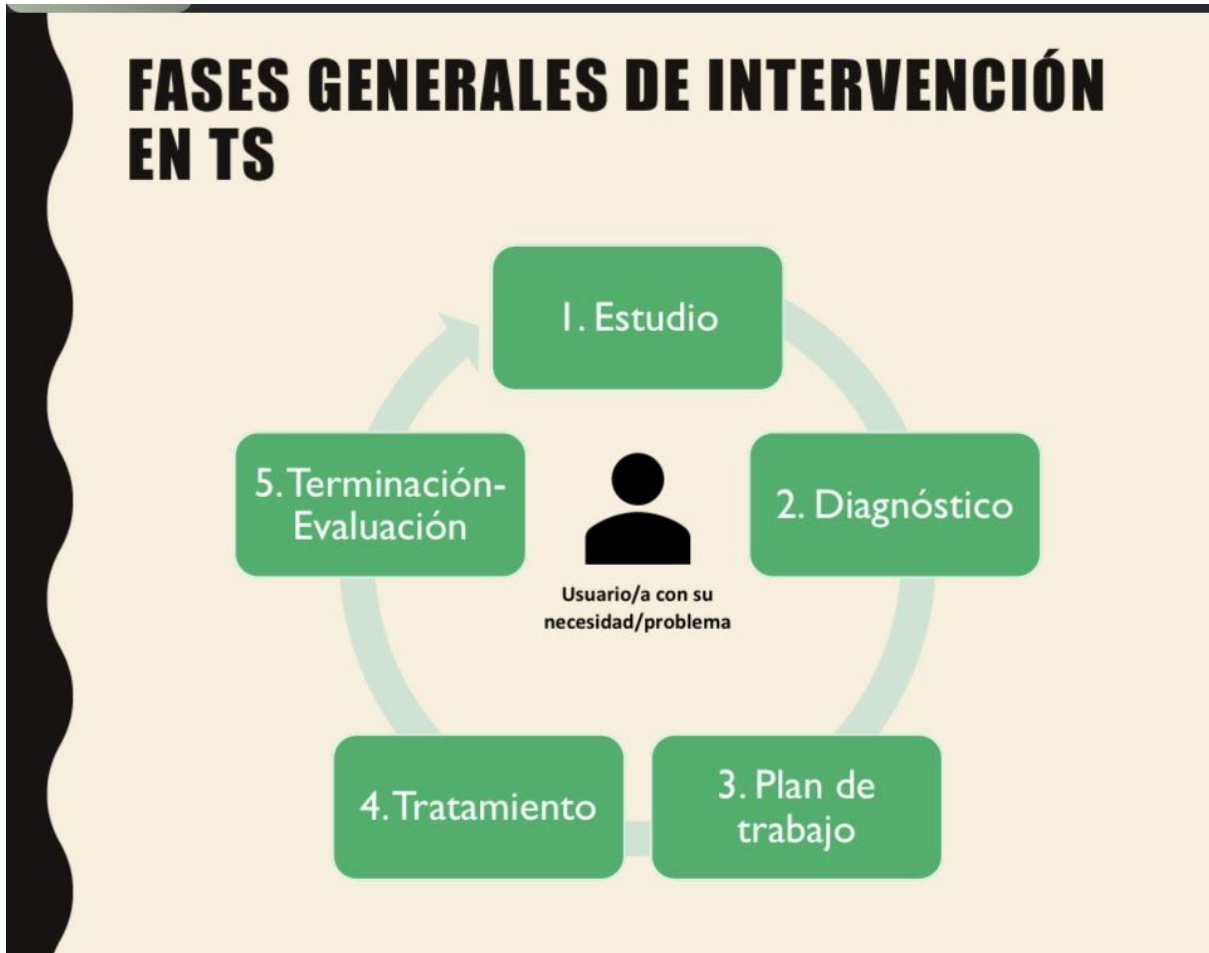 FASES GENERALES DE INTERVENCIÓN
EN TS
1. Estudio
2. Diagnóstico
3. Plan de
trabajo
4. Tratamiento
5. Terminación-
Evaluación
Usuario/a con su
necesidad/problema